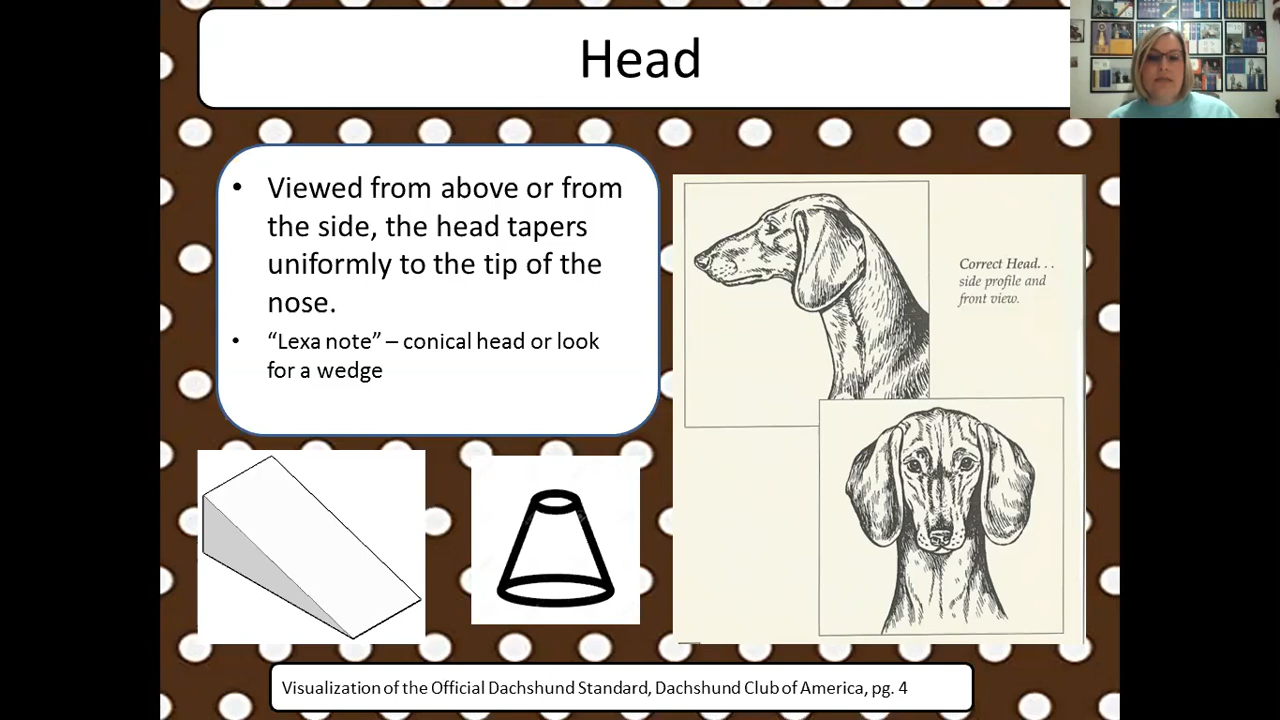 Head
• Viewed from above or from
the side, the head tapers
uniformly to the tip of the
nose.
• “Lexa note” – conical head or look
for a wedge
Correct Head. . .
side profile and
front view.
Visualization of the Official Dachshund Standard, Dachshund Club of America, pg. 4